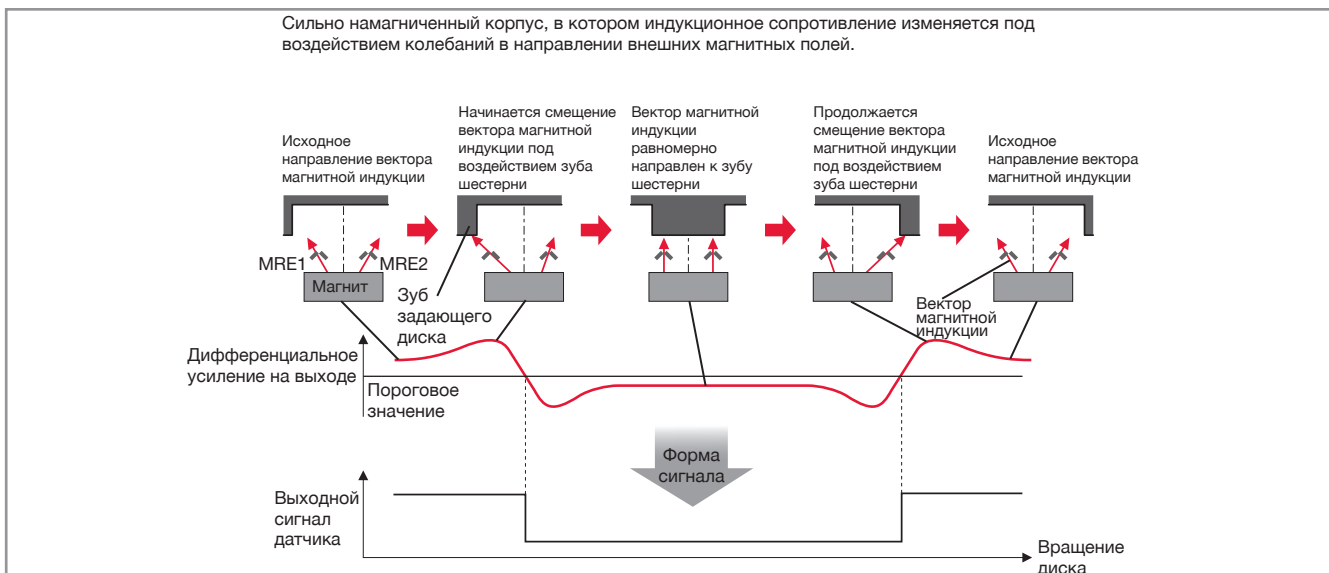 Сильно намагниченный корпус, в котором индукционное сопротивление изменяется под
воздействием колебаний в направлении внешних магнитных полей.
Исходное
направление вектора
магнитной индукции
Начинается смещение
вектора магнитной
индукции под
воздействием зуба
шестерни
Вектор магнитной
индукции
равномерно
направлен к зубу
шестерни
Продолжается
смещение вектора
магнитной индукции
под воздействием
зуба шестерни
Исходное
направление вектора
магнитной индукции
MRE1
MRE2
Магнит
Зуб
задающего
диска
Вектор
магнитной
индукции
Дифференциальное
усиление на выходе
Пороговое
значение
Форма
сигнала
Выходной
сигнал
датчика
Вращение
диска